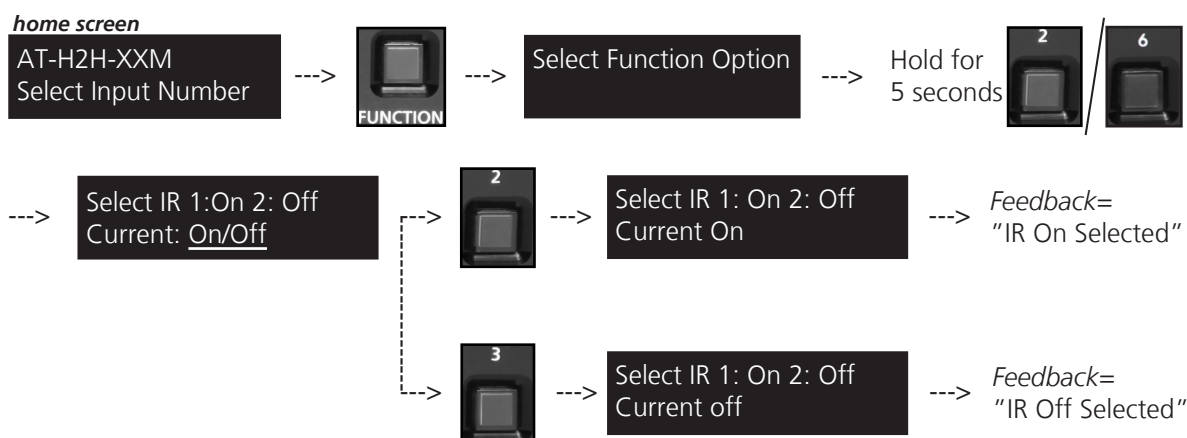 home screen
AT-H2H-XXM
Select Input Number
--->
FUNCTION
--->
Select Function Option
--->
Hold for
5 seconds
2
/
6
--->
Select IR 1:On 2: Off
Current: On/Off
--->
2
--->
Select IR 1: On 2: Off
Current On
--->
Feedback=
"IR On Selected"
--->
3
--->
Select IR 1: On 2: Off
Current off
--->
Feedback=
"IR Off Selected"